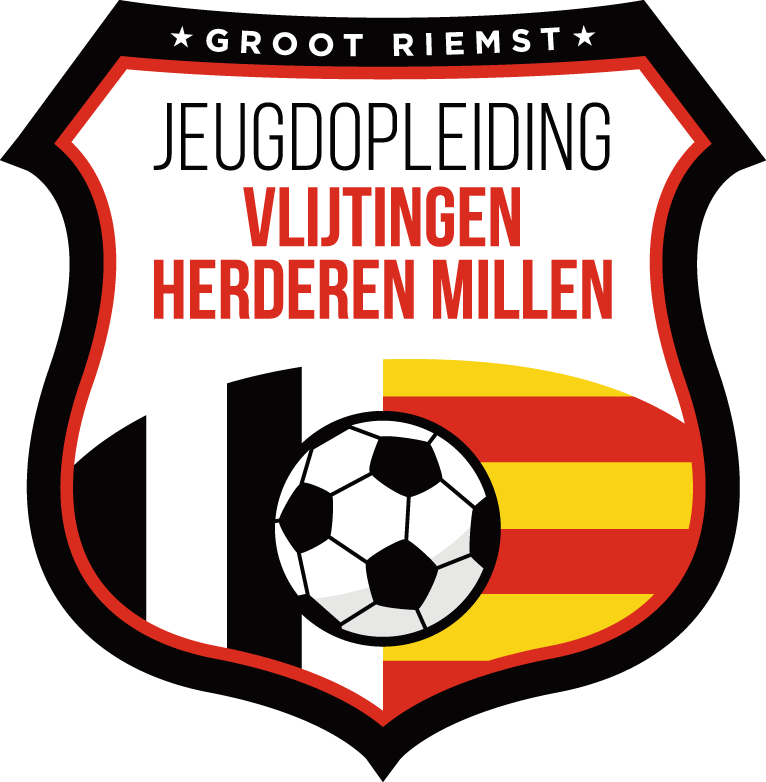 ★ GROOT RIEMST ★
JEUGDOPLEIDING
VLIJTINGEN
HERDEREN MILLEN